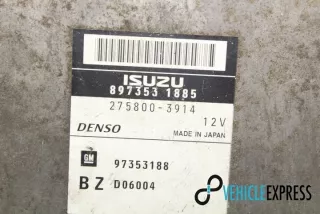 ISUZU
897353 1885
275800-3914
12V
DENSO
MADE IN JAPAN
GM
97353188
BZ D06004
VEHICLE EXPRESS